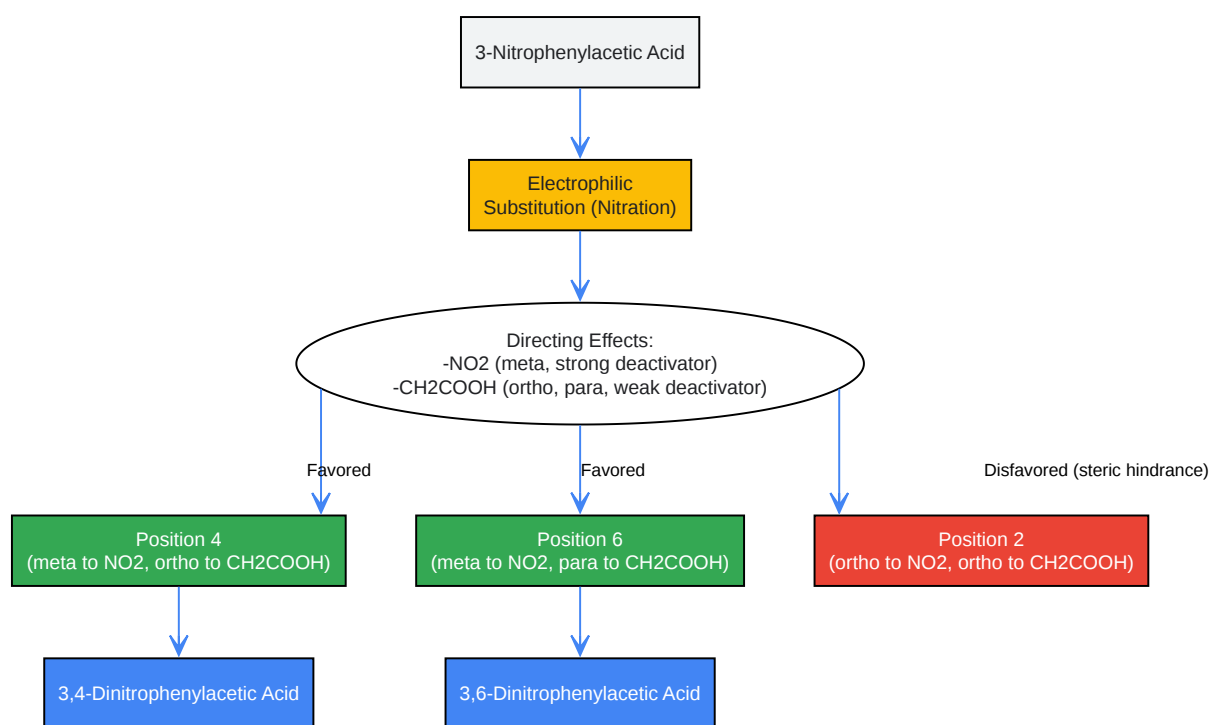 3-Nitrophenylacetic Acid
Electrophilic
Substitution (Nitration)
Directing Effects:
-NO2 (meta, strong deactivator)
-CH2COOH (ortho, para, weak deactivator)
Favored
Favored
Disfavored (steric hindrance)
Position 4
(meta to NO2, ortho to CH2COOH)
Position 6
(meta to NO2, para to CH2COOH)
Position 2
(ortho to NO2, ortho to CH2COOH)
3,4-Dinitrophenylacetic Acid
3,6-Dinitrophenylacetic Acid